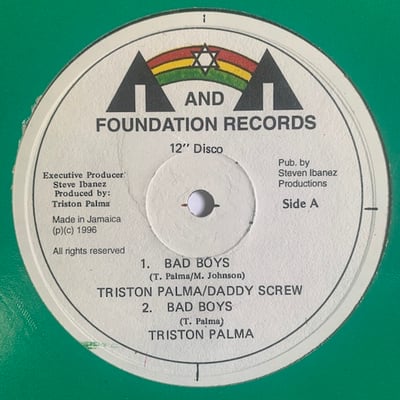 A AND A
FOUNDATION RECORDS
12" Disco
Executive Producer
Steve Ibanez
Produced by:
Triston Palma
Made in Jamaica
(p)(c) 1996
All rights reserved
Pub. by
Steven Ibanez
Productions
Side A
1. BAD BOYS
(T. Palma/M. Johnson)
TRISTON PALMA/DADDY SCREW
2. BAD BOYS
(T. Palma)
TRISTON PALMA